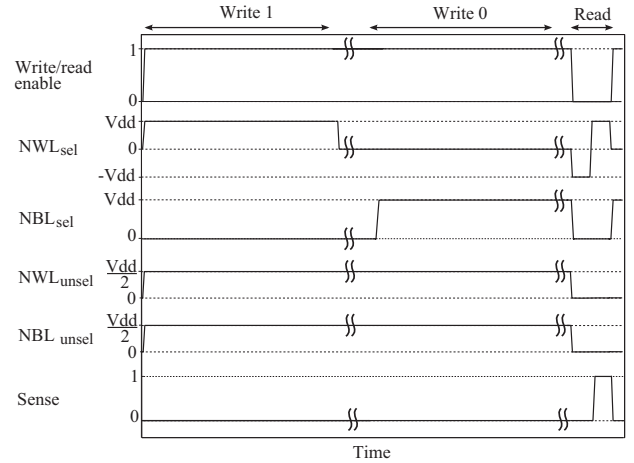 Write 1 Write 0 Read
1
Write/read
enable
0
Vdd
NWLsel 0
-Vdd
Vdd
NBLsel
0
Vdd
NWLunsel 2
0
Vdd
NBL unsel 2
0
1
Sense
0
Time